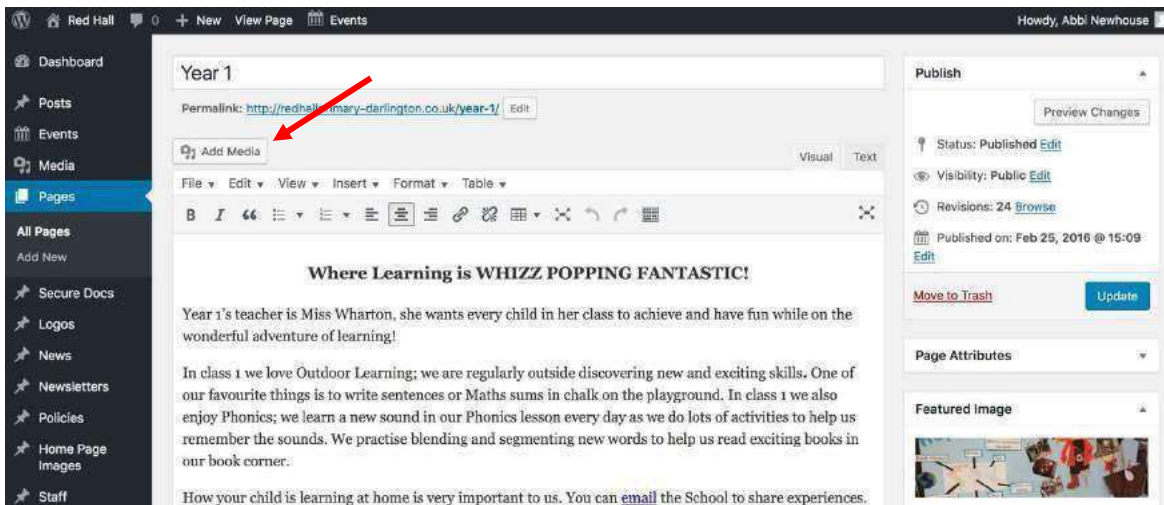 Red Hall 0 + New View Page Events Howdy, Abbi Newhouse
Dashboard
Posts
Events
Media
Pages
All Pages
Add New
Secure Docs
Logos
News
Newsletters
Policies
Home Page
Images
Staff
Year 1
Permalink: http://redhall mary-darlington.co.uk/year-1/ Edit
Add Media
Visual Text
File Edit View Insert Format Table
B I
Where Learning is WHIZZ POPPING FANTASTIC!
Year 1's teacher is Miss Wharton, she wants every child in her class to achieve and have fun while on the
wonderful adventure of learning!
In class 1 we love Outdoor Learning; we are regularly outside discovering new and exciting skills. One of
our favourite things is to write sentences or Maths sums in chalk on the playground. In class 1 we also
enjoy Phonics; we learn a new sound in our Phonics lesson every day as we do lots of activities to help us
remember the sounds. We practise blending and segmenting new words to help us read exciting books in
our book corner.
How your child is learning at home is very important to us. You can email the School to share experiences.
Publish
Preview Changes
Status: Published Edit
Visibility: Public Edit
Revisions: 24 Browse
Published on: Feb 25, 2016 @ 15:09
Edit
Move to Trash Update
Page Attributes
Featured Image